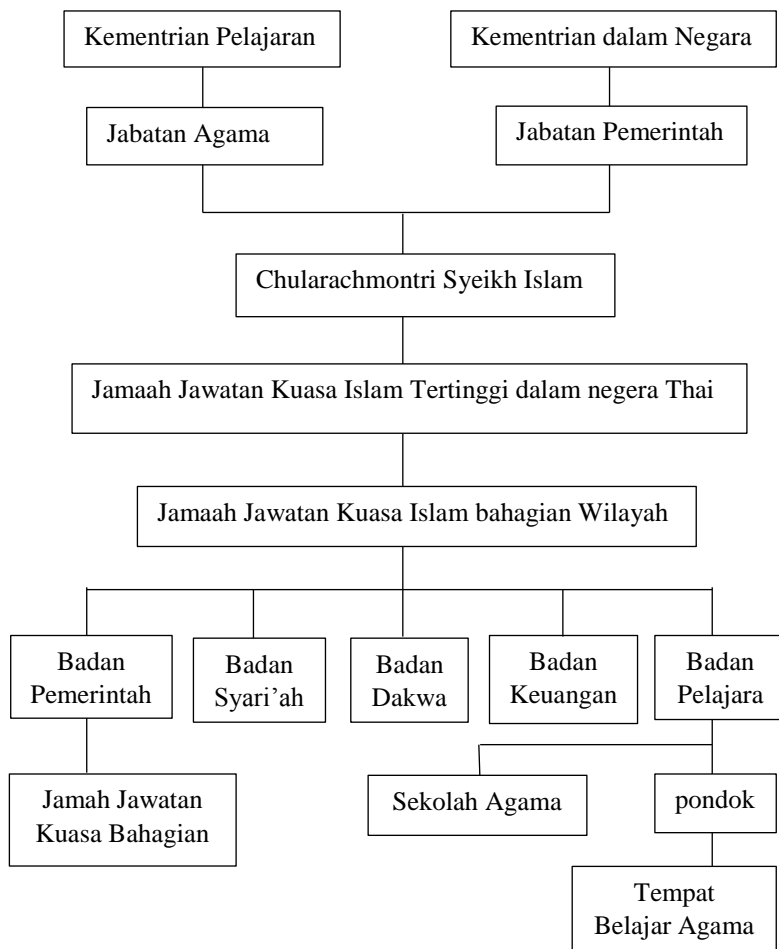 Kementrian Pelajaran
Kementrian dalam Negara
Jabatan Agama
Jabatan Pemerintah
Chularachmontri Syeikh Islam
Jamaah Jawatan Kuasa Islam Tertinggi dalam negera Thai
Jamaah Jawatan Kuasa Islam bahagian Wilayah
Badan
Pemerintah
Badan
Syari’ah
Badan
Dakwa
Badan
Keuangan
Badan
Pelajara
Jamah Jawatan
Kuasa Bahagian
Sekolah Agama
pondok
Tempat
Belajar Agama